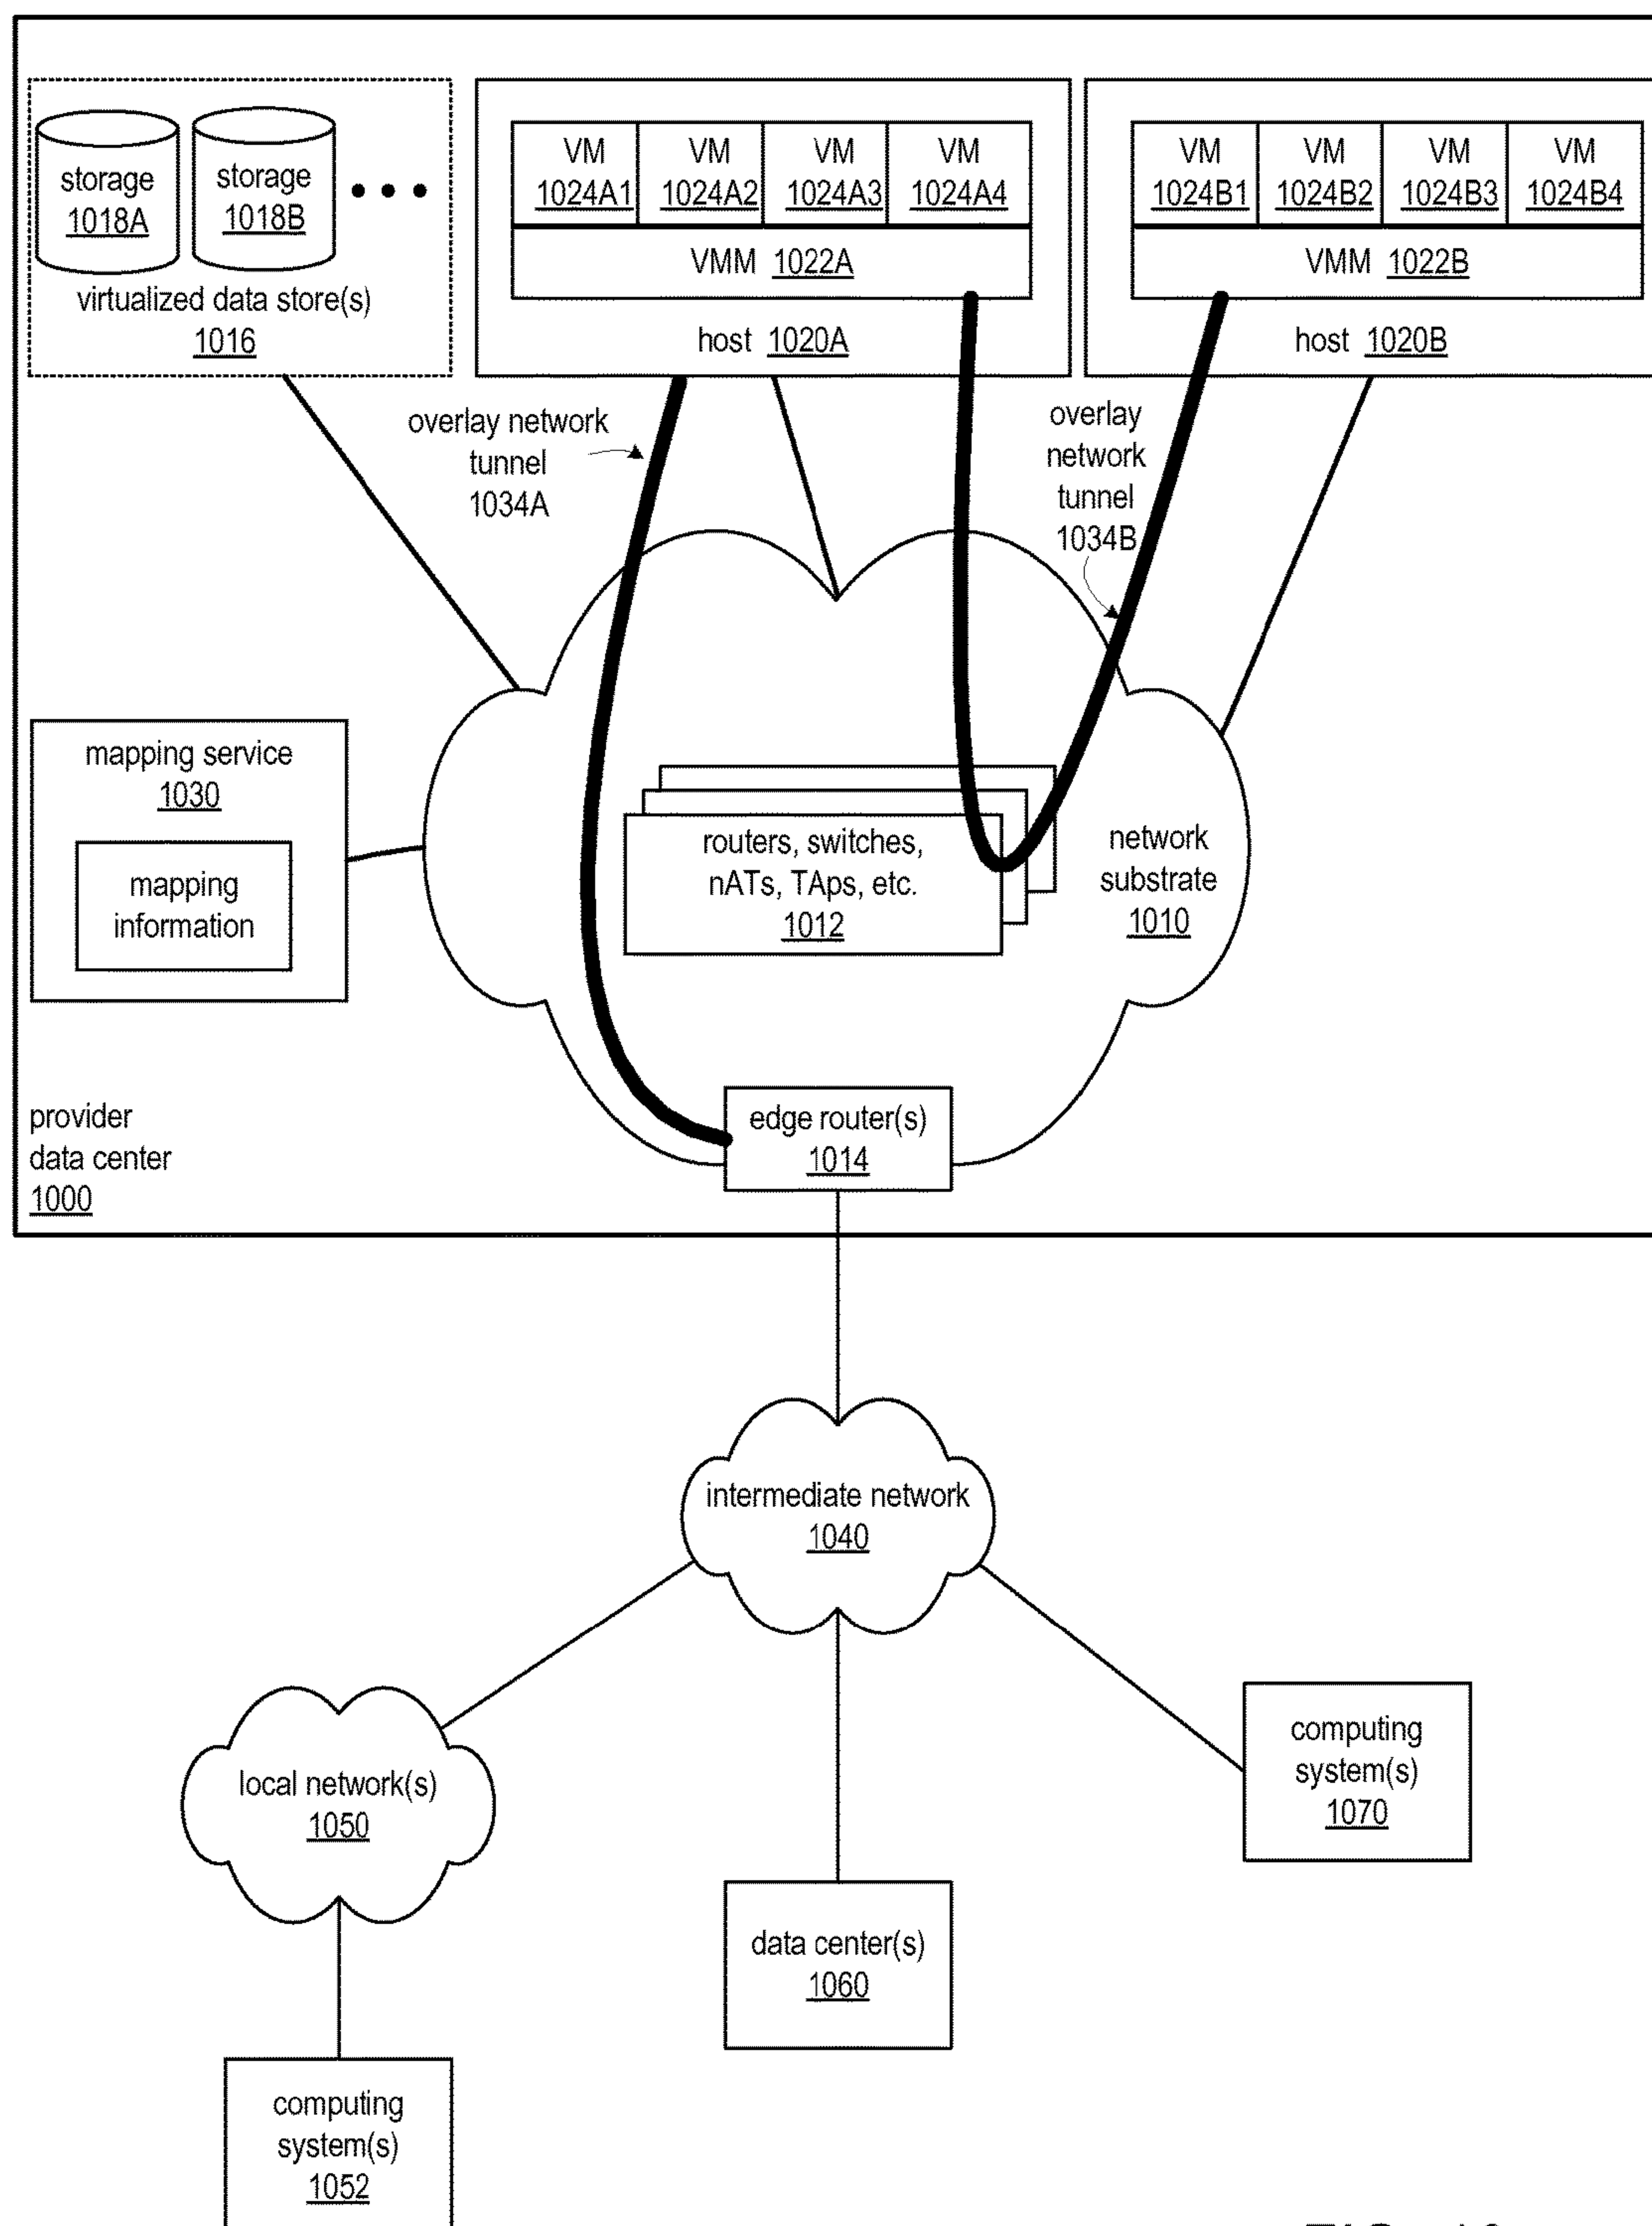 storage
1018A
storage
1018B
virtualized data store(s)
1016
VM
1024A1
VM
1024A2
VM
1024A3
VM
1024A4
VMM 1022A
host 1020A
VM
1024B1
VM
1024B2
VM
1024B3
VM
1024B4
VMM 1022B
host 1020B
overlay network
tunnel
1034A
overlay
network
tunnel
1034B
mapping service
1030
mapping
information
routers, switches,
nATs, TAps, etc.
1012
network
substrate
1010
edge router(s)
1014
provider
data center
1000
intermediate network
1040
local network(s)
1050
computing
system(s)
1070
data center(s)
1060
computing
system(s)
1052